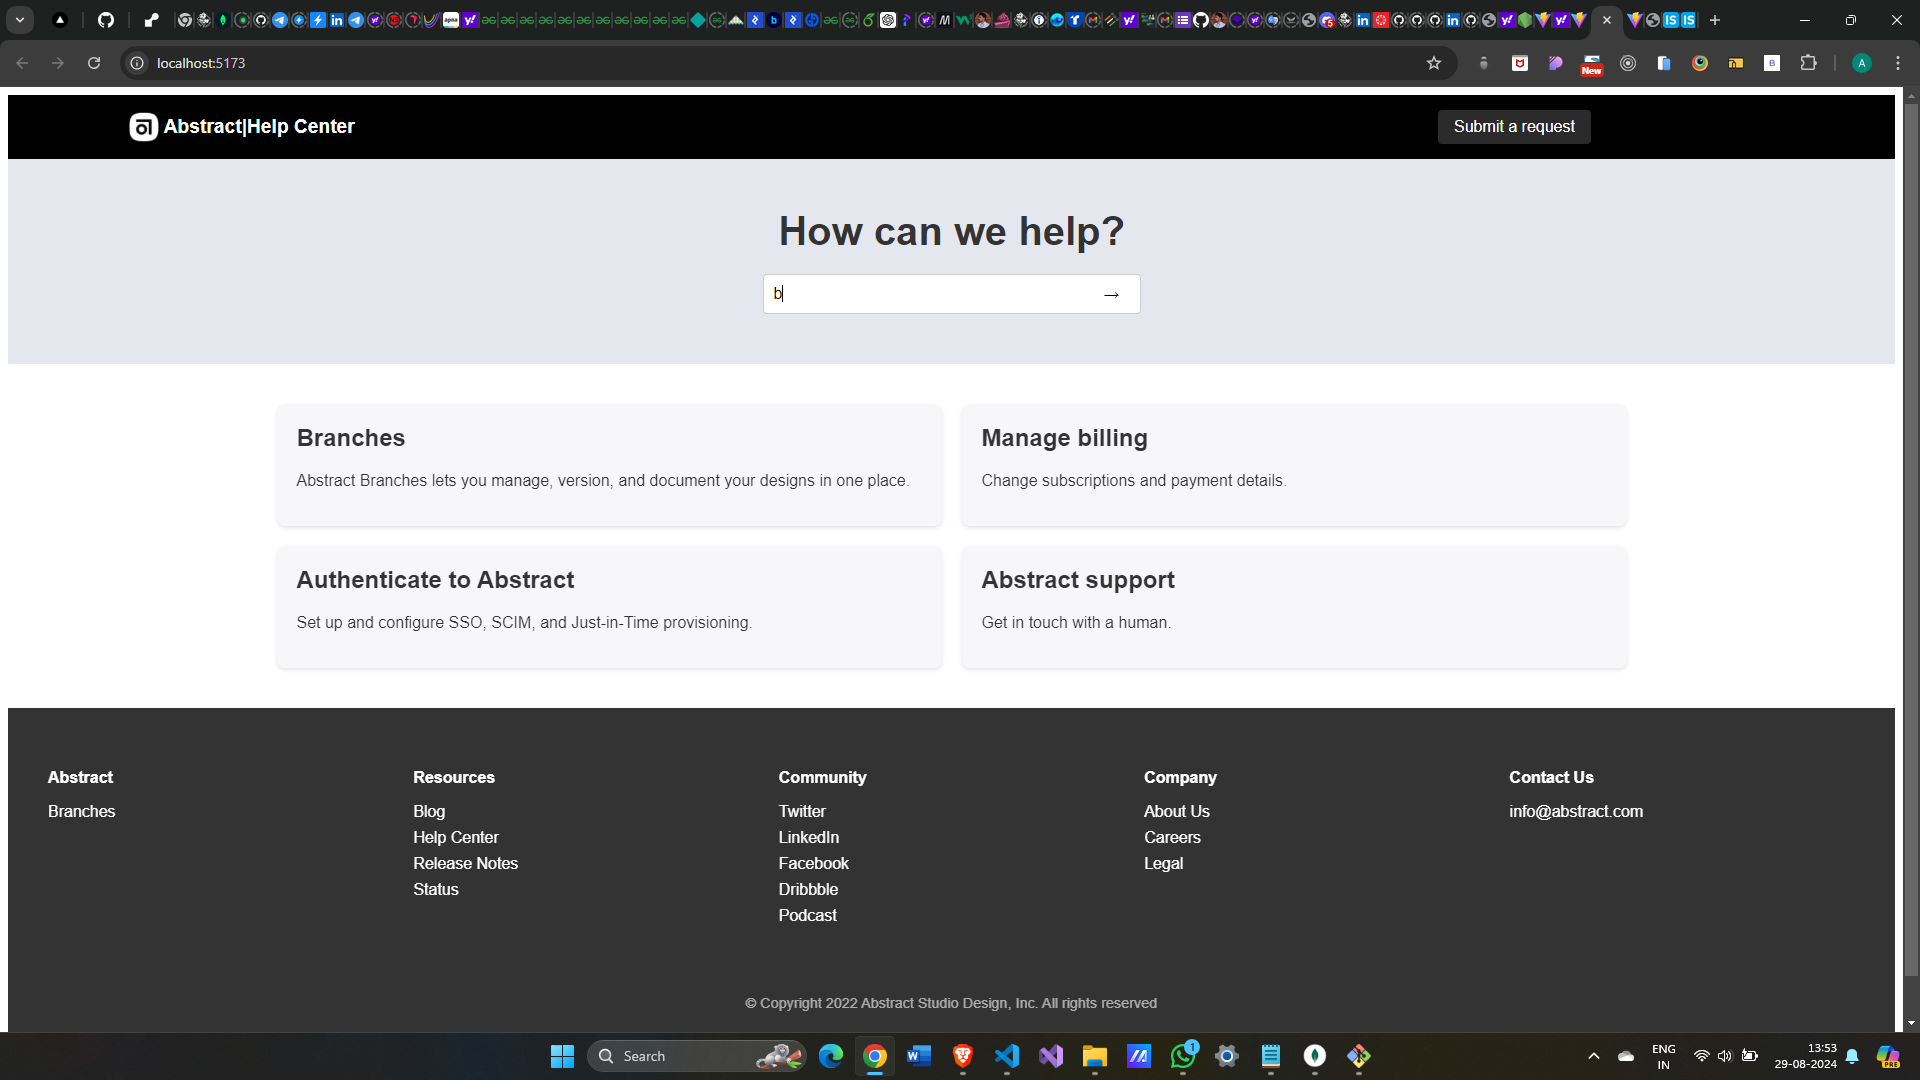 localhost:5173
New
A
Abstract|Help Center
Submit a request
How can we help?
b
→
Branches
Abstract Branches lets you manage, version, and document your designs in one place.
Manage billing
Change subscriptions and payment details.
Authenticate to Abstract
Set up and configure SSO, SCIM, and Just-in-Time provisioning.
Abstract support
Get in touch with a human.
Abstract
Branches
Resources
Blog
Help Center
Release Notes
Status
Community
Twitter
LinkedIn
Facebook
Dribbble
Podcast
Company
About Us
Careers
Legal
Contact Us
info@abstract.com
© Copyright 2022 Abstract Studio Design, Inc. All rights reserved
Search
1
ENG
IN
13:53
29-08-2024
PRE